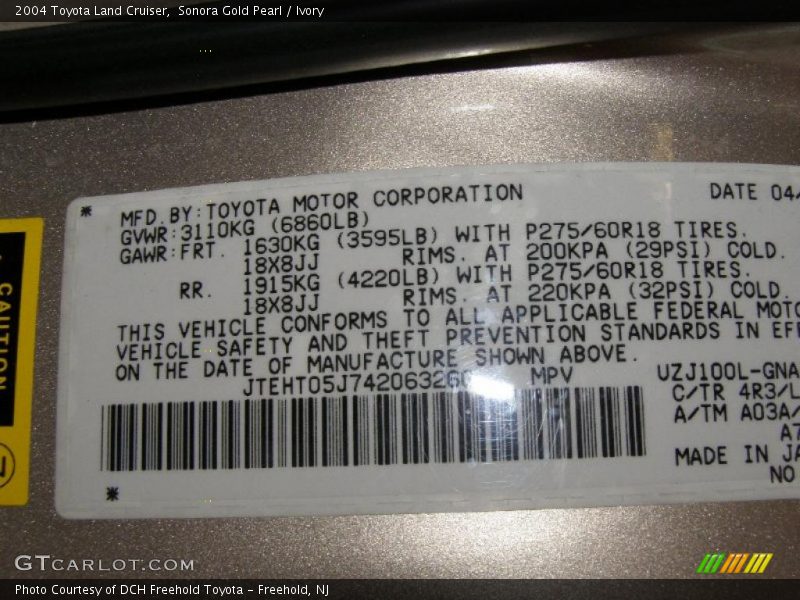 2004 Toyota Land Cruiser, Sonora Gold Pearl / Ivory
* MFD.BY:TOYOTA MOTOR CORPORATION DATE 04/
GVWR:3110KG (6860LB)
GAWR:FRT. 1630KG (3595LB) WITH P275/60R18 TIRES.
18X8JJ RIMS. AT 200KPA (29PSI) COLD.
RR. 1915KG (4220LB) WITH P275/60R18 TIRES.
18X8JJ RIMS. AT 220KPA (32PSI) COLD.
THIS VEHICLE CONFORMS TO ALL APPLICABLE FEDERAL MOTO
VEHICLE SAFETY AND THEFT PREVENTION STANDARDS IN EFF
ON THE DATE OF MANUFACTURE SHOWN ABOVE.
MPV UZJ100L-GNA
C/TR 4R3/L
A/TM A03A/
A7
MADE IN JA
* NO
CAUTION
GTCARLOT.COM
Photo Courtesy of DCH Freehold Toyota - Freehold, NJ